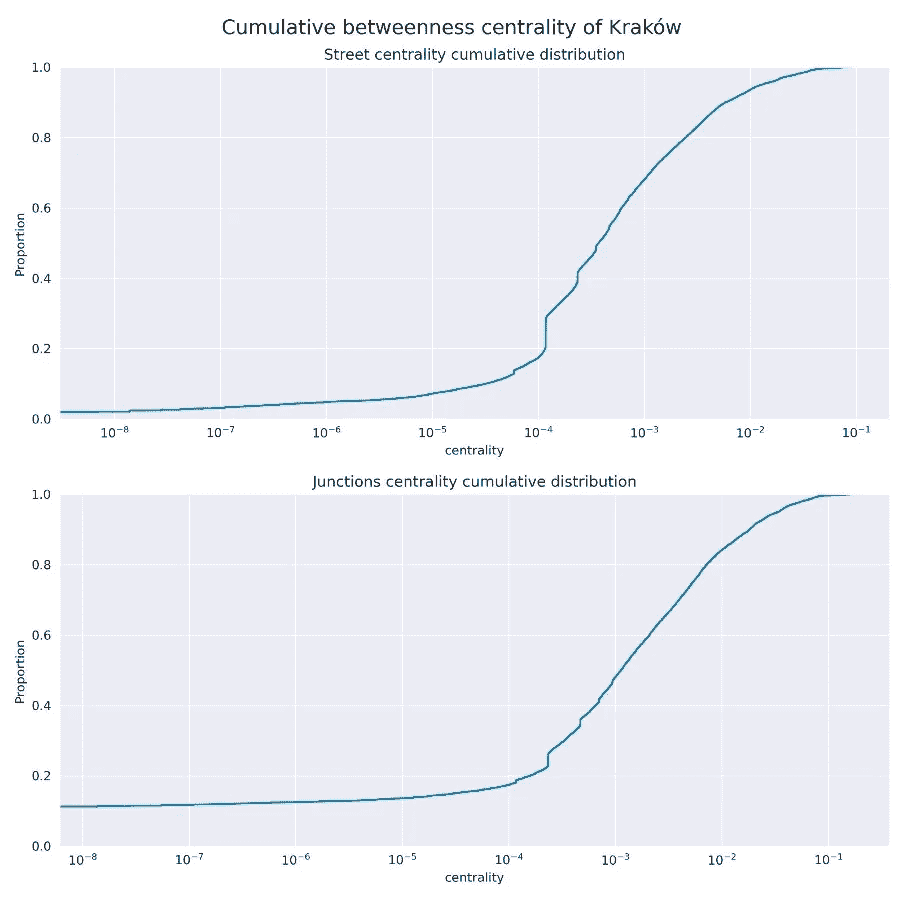 Cumulative betweenness centrality of Kraków
Street centrality cumulative distribution
1.0
0.8
0.6
0.4
0.2
0.0
Proportion
10⁻⁸ 10⁻⁷ 10⁻⁶ 10⁻⁵ 10⁻⁴ 10⁻³ 10⁻² 10⁻¹
centrality
Junctions centrality cumulative distribution
1.0
0.8
0.6
0.4
0.2
0.0
Proportion
10⁻⁸ 10⁻⁷ 10⁻⁶ 10⁻⁵ 10⁻⁴ 10⁻³ 10⁻² 10⁻¹
centrality